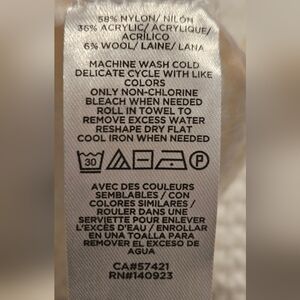 58% NYLON/ NILÓN
36% ACRYLIC/ ACRYLIQUE/
ACRÍLICO
6% WOOL/ LAINE/ LANA
MACHINE WASH COLD
DELICATE CYCLE WITH LIKE
COLORS
ONLY NON-CHLORINE
BLEACH WHEN NEEDED
ROLL IN TOWEL TO
REMOVE EXCESS WATER
RESHAPE DRY FLAT
COOL IRON WHEN NEEDED
30 P
AVEC DES COULEURS
SEMBLABLES / CON
COLORES SIMILARES /
ROULER DANS UNE
SERVIETTE POUR ENLEVER
L'EXCÈS D'EAU / ENROLLAR
EN UNA TOALLA PARA
REMOVER EL EXCESO DE
AGUA
CA#57421
RN#140923